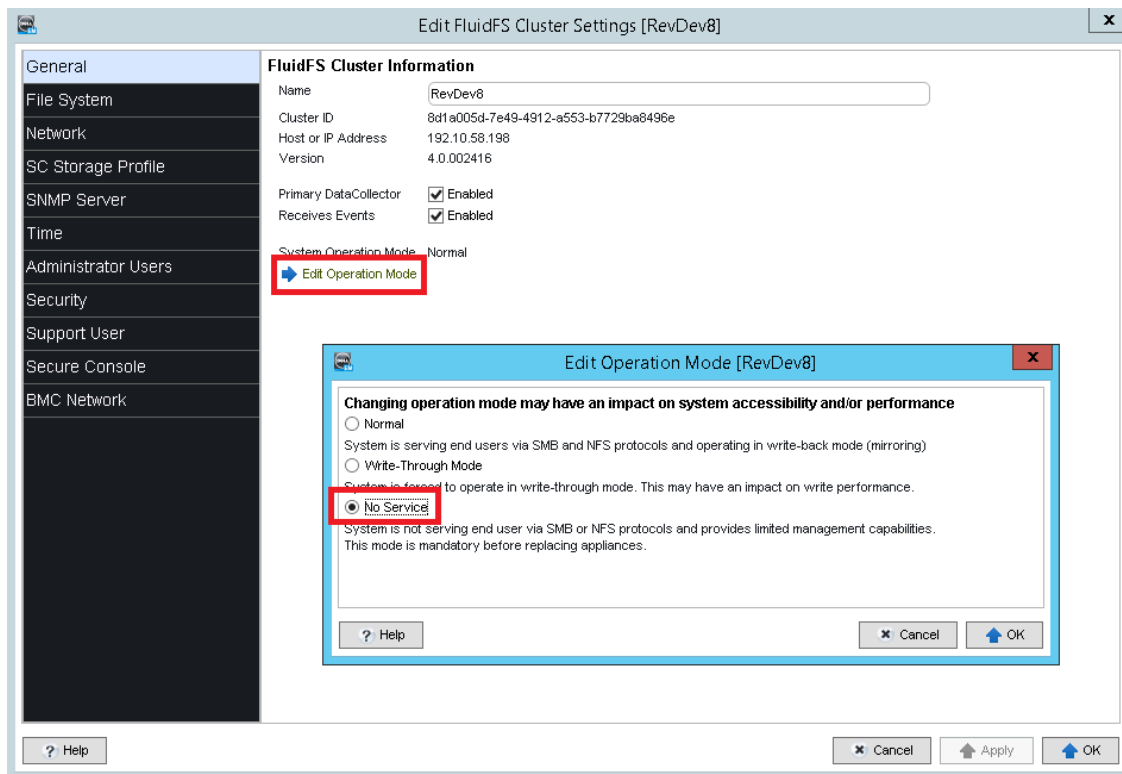 Edit FluidFS Cluster Settings [RevDev8]
x
General
File System
Network
SC Storage Profile
SNMP Server
Time
Administrator Users
Security
Support User
Secure Console
BMC Network
FluidFS Cluster Information
Name RevDev8
Cluster ID 8d1a005d-7e49-4912-a553-b7729ba8496e
Host or IP Address 192.10.58.198
Version 4.0.002416
Primary DataCollector Enabled
Receives Events Enabled
System Operation Mode Normal
Edit Operation Mode
Edit Operation Mode [RevDev8]
x
Changing operation mode may have an impact on system accessibility and/or performance
Normal
System is serving end users via SMB and NFS protocols and operating in write-back mode (mirroring)
Write-Through Mode
System is forced to operate in write-through mode. This may have an impact on write performance.
No Service
System is not serving end user via SMB or NFS protocols and provides limited management capabilities.
This mode is mandatory before replacing appliances.
? Help
Cancel
OK
? Help
Cancel
Apply
OK